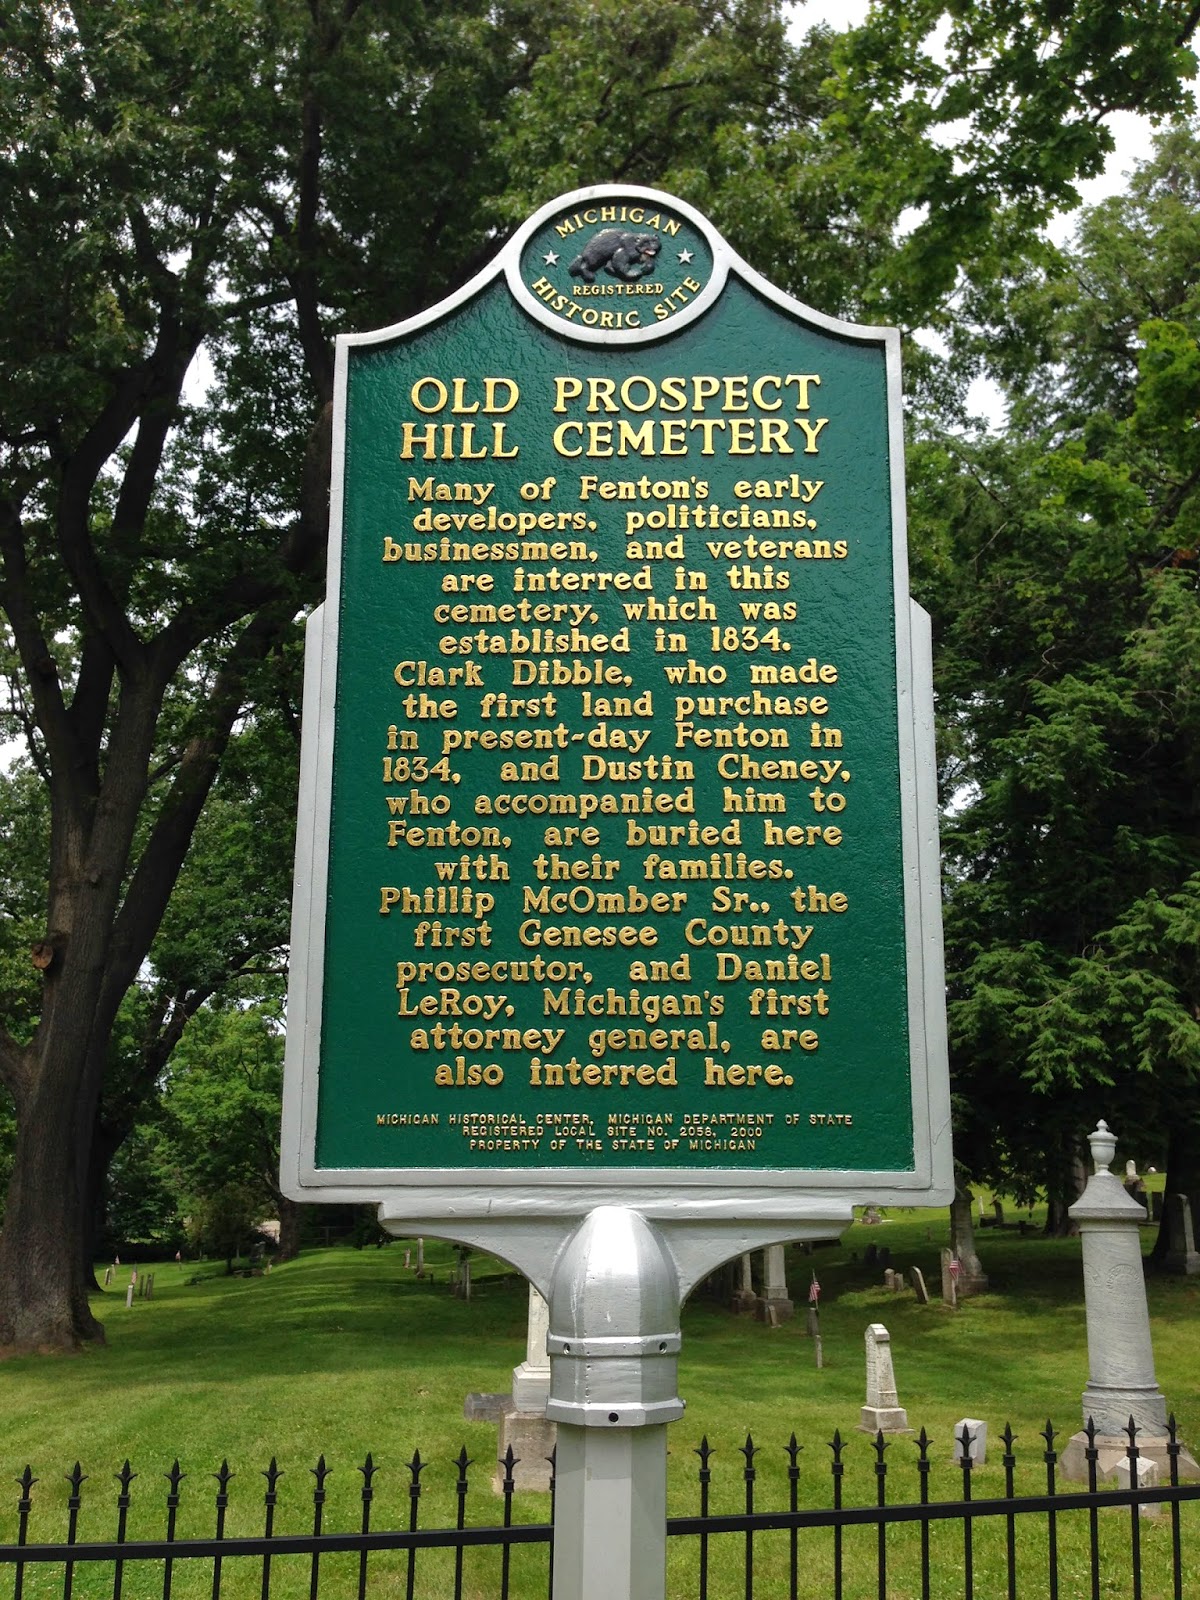 MICHIGAN
REGISTERED
HISTORIC SITE
OLD PROSPECT
HILL CEMETERY
Many of Fenton's early
developers, politicians,
businessmen, and veterans
are interred in this
cemetery, which was
established in 1834.
Clark Dibble, who made
the first land purchase
in present-day Fenton in
1834, and Dustin Cheney,
who accompanied him to
Fenton, are buried here
with their families.
Phillip McOmber Sr., the
first Genesee County
prosecutor, and Daniel
LeRoy, Michigan's first
attorney general, are
also interred here.
MICHIGAN HISTORICAL CENTER, MICHIGAN DEPARTMENT OF STATE
REGISTERED LOCAL SITE NO. 2058, 2000
PROPERTY OF THE STATE OF MICHIGAN